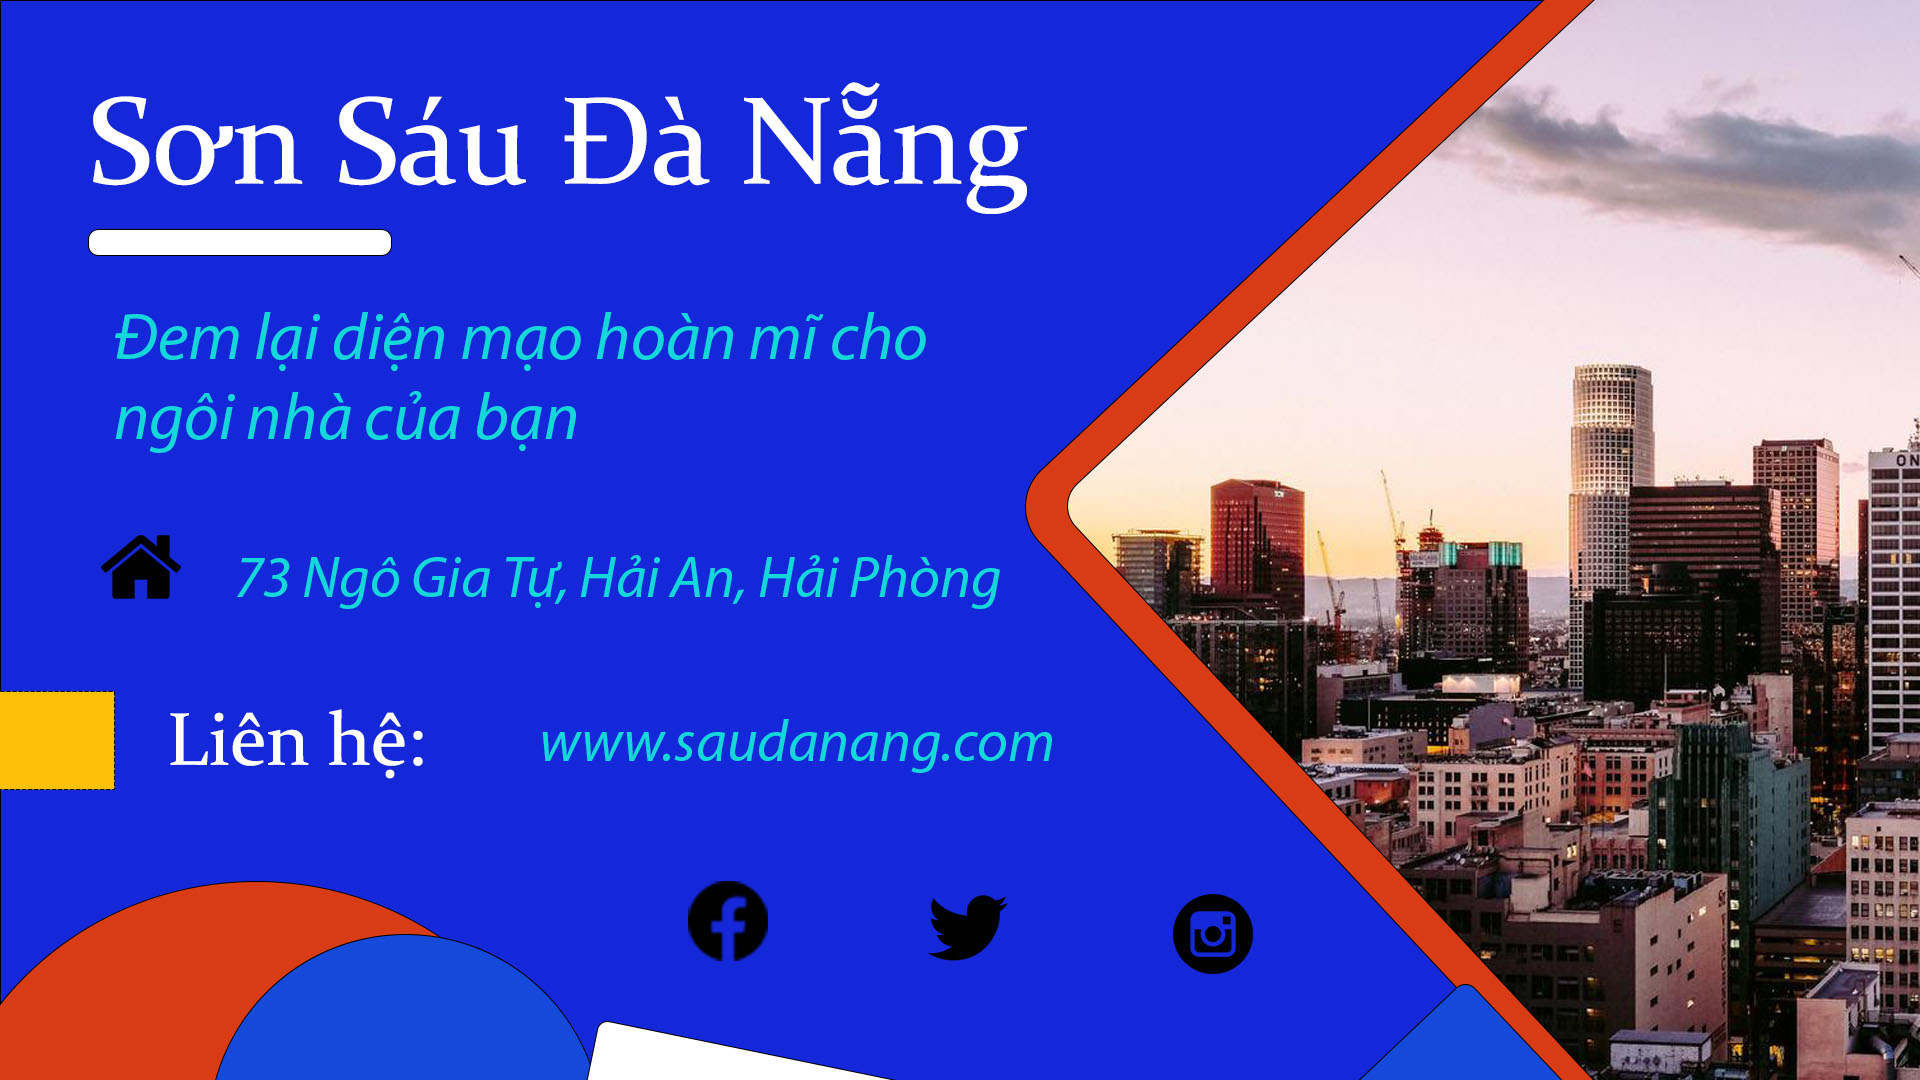 Sơn Sáu Đà Nẵng
Đem lại diện mạo hoàn mĩ cho
ngôi nhà của bạn
73 Ngô Gia Tự, Hải An, Hải Phòng
Liên hệ: www.saudanang.com
ON